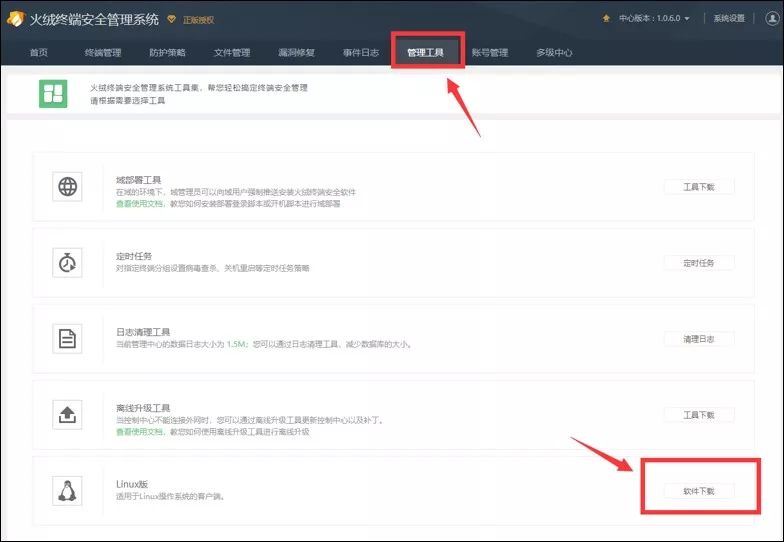 火绒终端安全管理系统 正版授权 中心版本：1.0.6.0 系统设置
首页 终端管理 防护策略 文件管理 漏洞修复 事件日志 管理工具 账号管理 多级中心
火绒终端安全管理系统工具集，帮您轻松搞定终端安全管理
请根据需要选择工具
域部署工具
在域的环境下，域管理员可以向域用户强制推送安装火绒终端安全软件
查看使用文档，教您如何安装部署登录脚本或开机脚本进行域部署
工具下载
定时任务
对指定终端分组设置病毒查杀、关机重启等定时任务策略
定时任务
日志清理工具
当前管理中心的数据日志大小为 1.5M；您可以通过日志清理工具，减少数据库的大小。
清理日志
离线升级工具
当控制中心不能连接外网时，您可以通过离线升级工具更新控制中心以及补丁。
查看使用文档，教您如何使用离线升级工具进行离线升级
工具下载
Linux版
适用于Linux操作系统的客户端。
软件下载